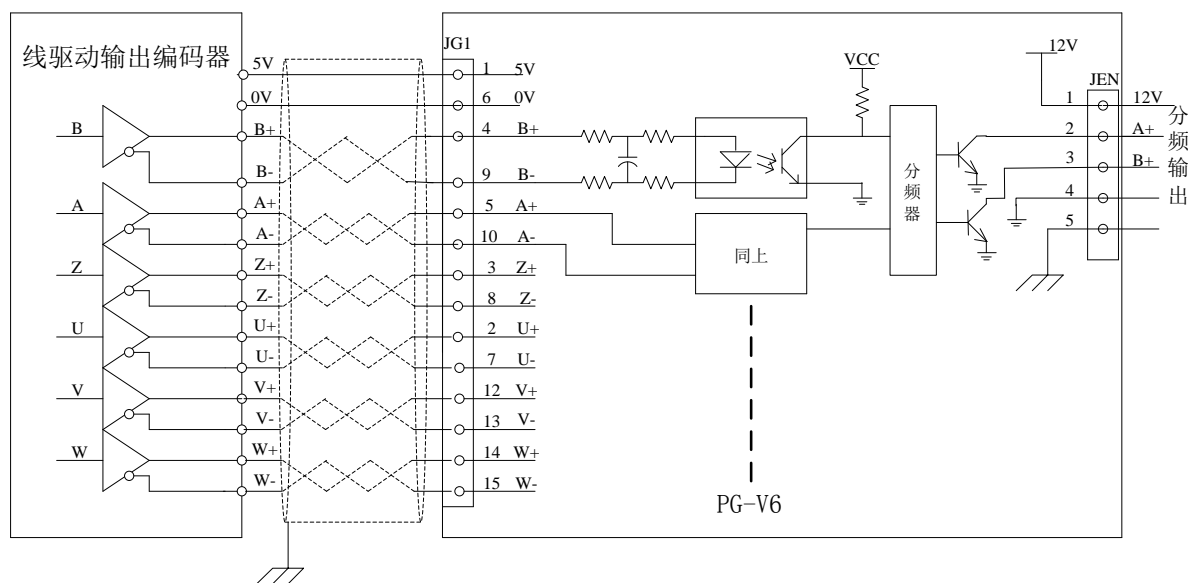 线驱动输出编码器
5V
0V
B
B+
B-
A
A+
A-
Z
Z+
Z-
U
U+
U-
V
V+
V-
W
W+
W-
JG1
1 5V
6 0V
4 B+
9 B-
5 A+
10 A-
3 Z+
8 Z-
2 U+
7 U-
12 V+
13 V-
14 W+
15 W-
VCC
同上
PG-V6
分频器
12V
JEN
1 12V
2 A+
3 B+
4
5
分频输出